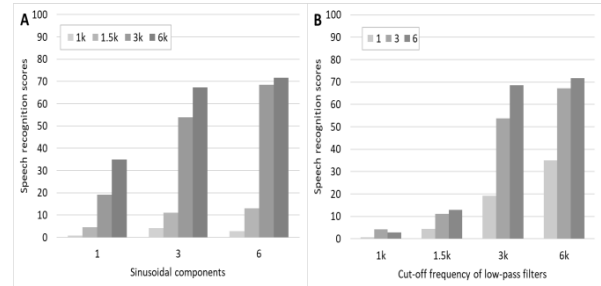 A
1k 1.5k 3k 6k
100
90
80
70
60
50
40
30
20
10
0
Speech recognition scores
1 3 6
Sinusoidal components
B
1 3 6
100
90
80
70
60
50
40
30
20
10
0
Speech recognition scores
1k 1.5k 3k 6k
Cut-off frequency of low-pass filters